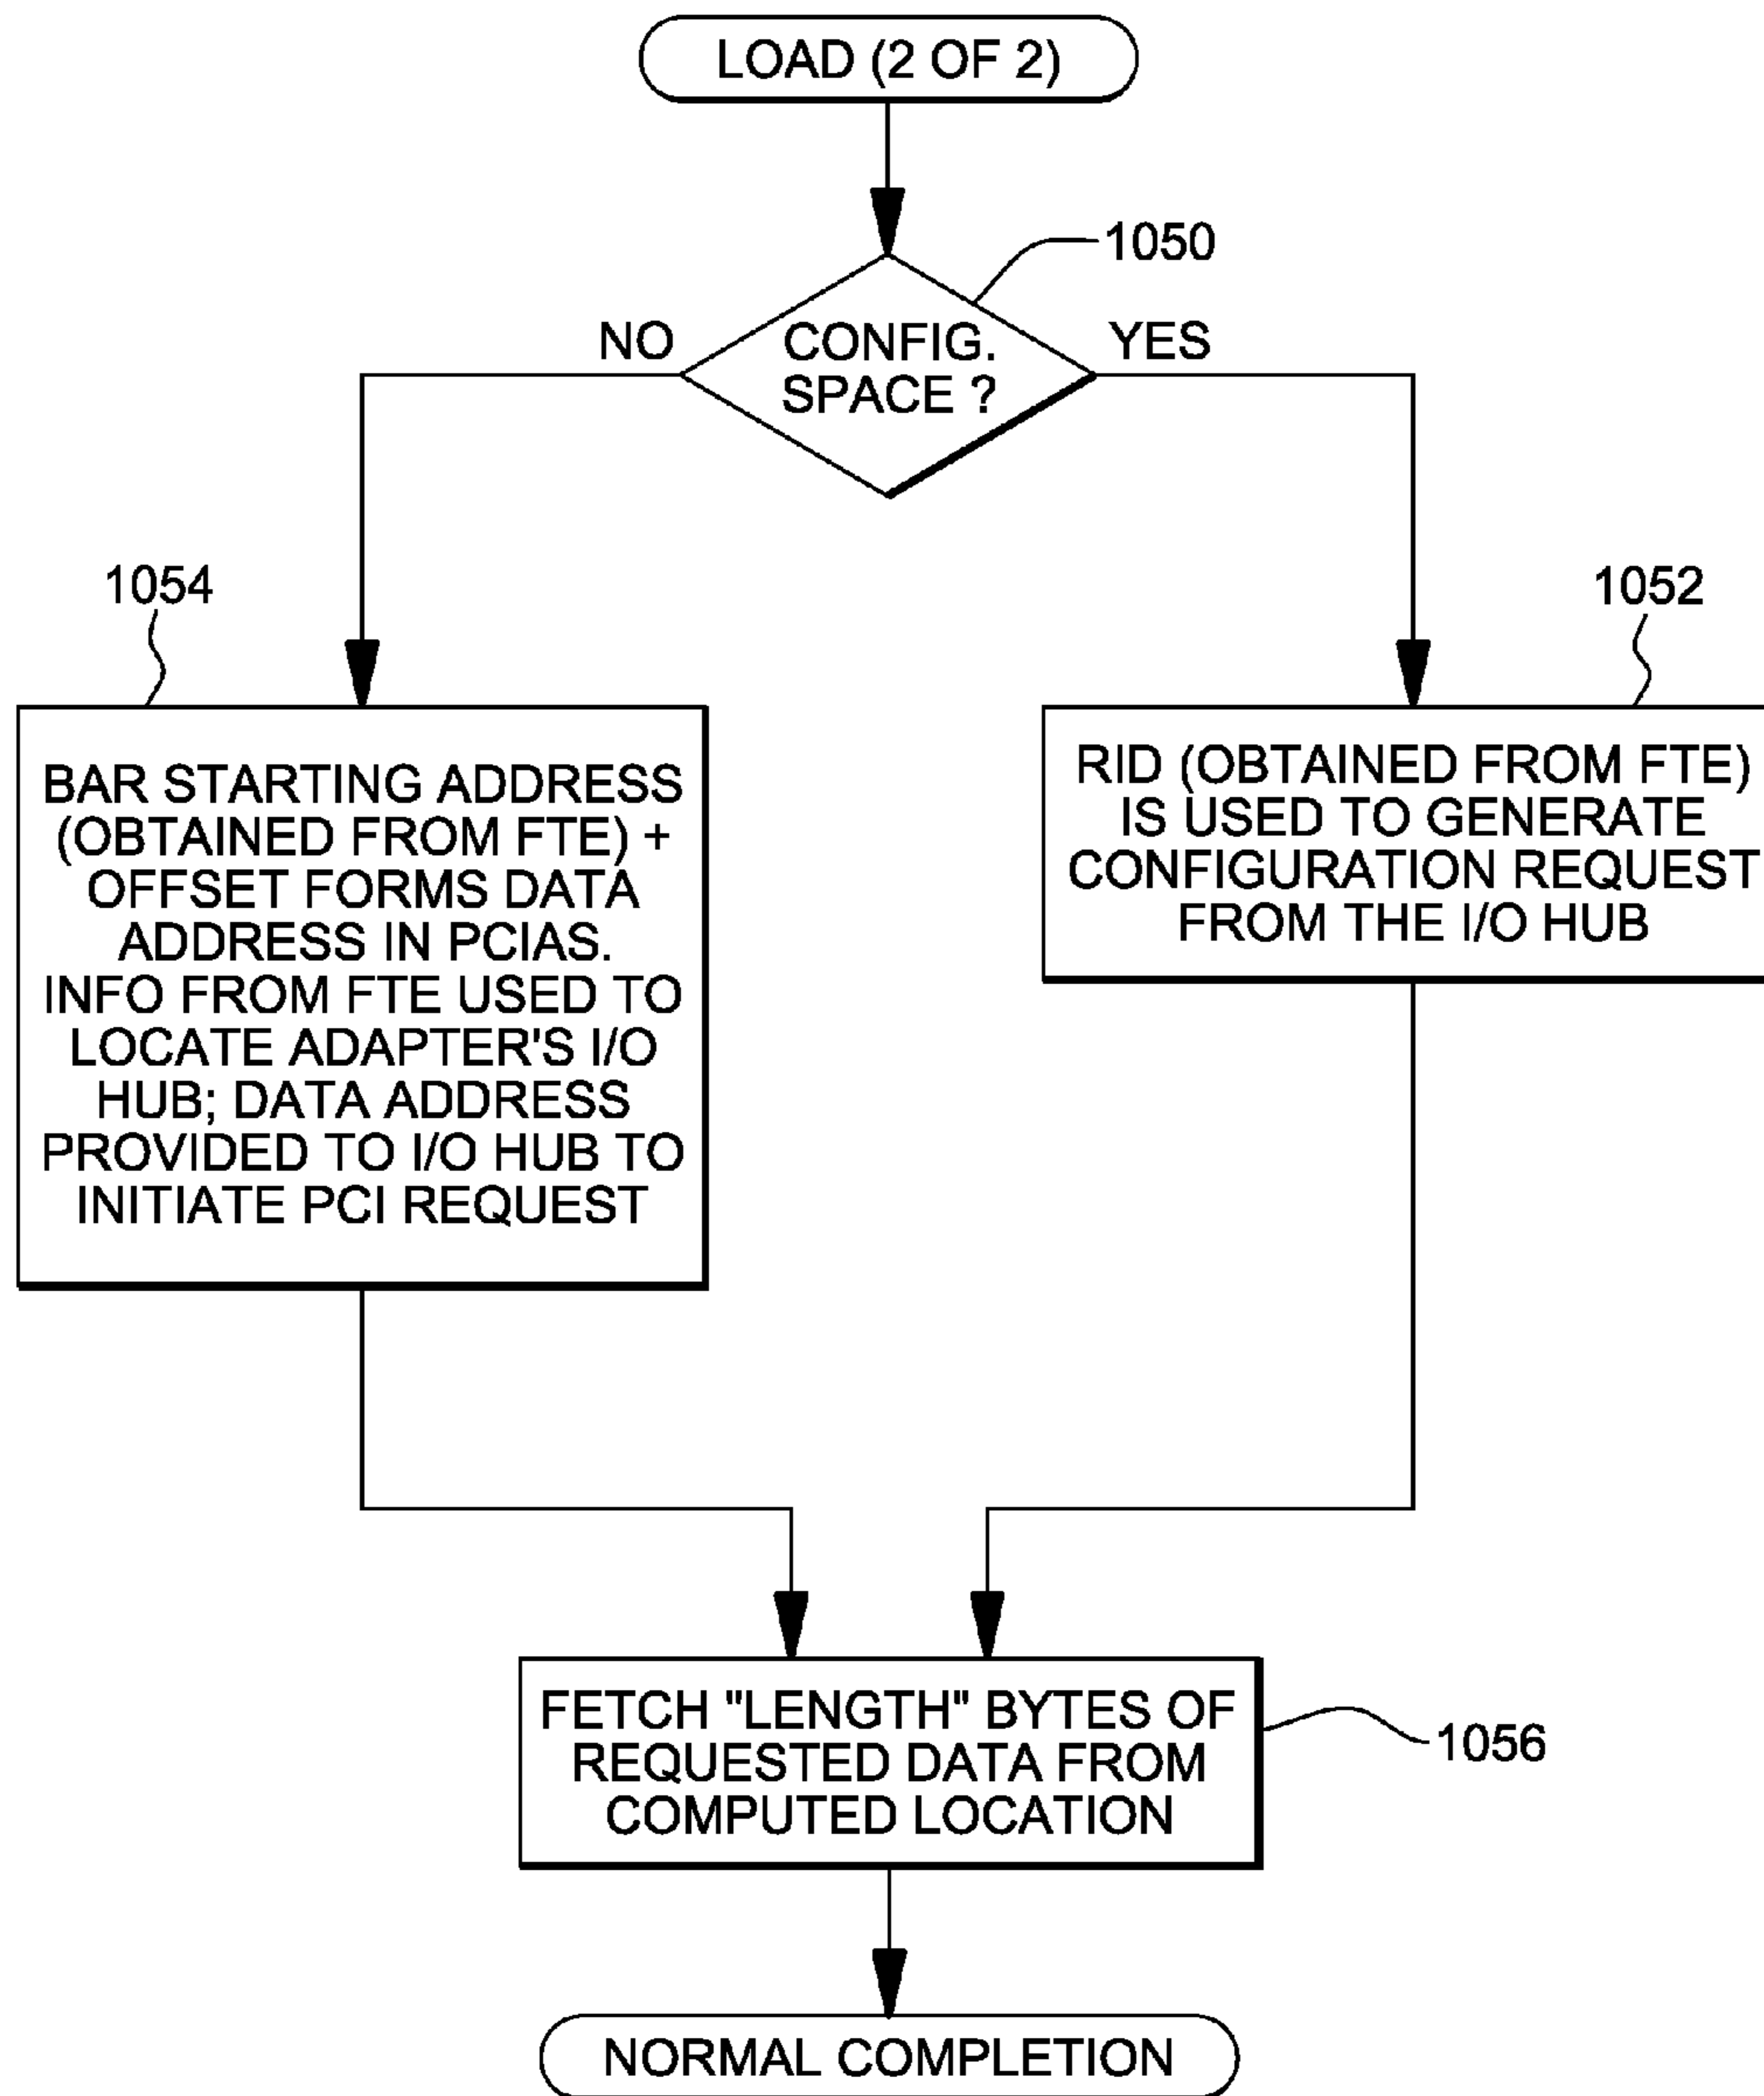 LOAD (2 OF 2)
1050
NO
CONFIG.
SPACE ?
YES
1054
1052
BAR STARTING ADDRESS
(OBTAINED FROM FTE) +
OFFSET FORMS DATA
ADDRESS IN PCIAS.
INFO FROM FTE USED TO
LOCATE ADAPTER'S I/O
HUB; DATA ADDRESS
PROVIDED TO I/O HUB TO
INITIATE PCI REQUEST
RID (OBTAINED FROM FTE)
IS USED TO GENERATE
CONFIGURATION REQUEST
FROM THE I/O HUB
FETCH "LENGTH" BYTES OF
REQUESTED DATA FROM
COMPUTED LOCATION
1056
NORMAL COMPLETION